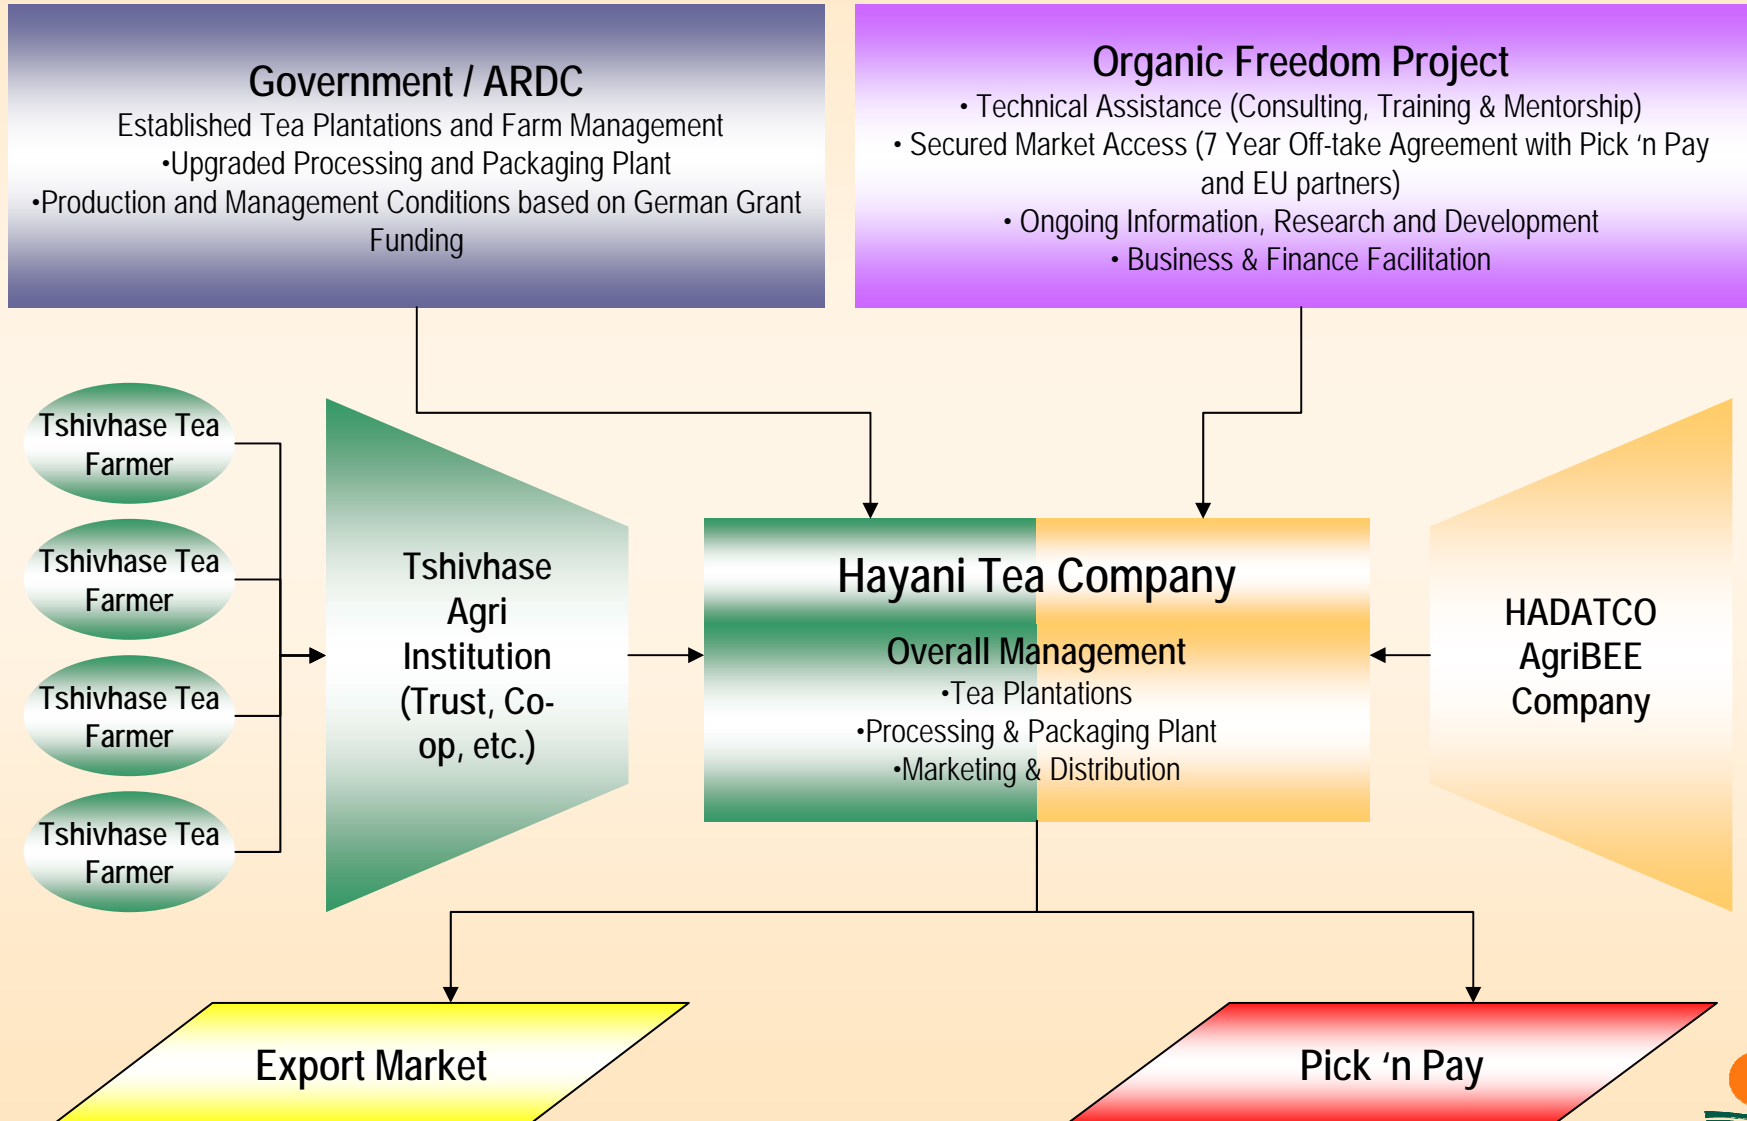 Government / ARDC
Established Tea Plantations and Farm Management
•Upgraded Processing and Packaging Plant
•Production and Management Conditions based on German Grant
Funding
Organic Freedom Project
• Technical Assistance (Consulting, Training & Mentorship)
• Secured Market Access (7 Year Off-take Agreement with Pick ‘n Pay
and EU partners)
• Ongoing Information, Research and Development
• Business & Finance Facilitation
Tshivhase Tea
Farmer
Tshivhase Tea
Farmer
Tshivhase Tea
Farmer
Tshivhase Tea
Farmer
Tshivhase
Agri
Institution
(Trust, Co-
op, etc.)
Hayani Tea Company
Overall Management
•Tea Plantations
•Processing & Packaging Plant
•Marketing & Distribution
HADATCO
AgriBEE
Company
Export Market
Pick ‘n Pay